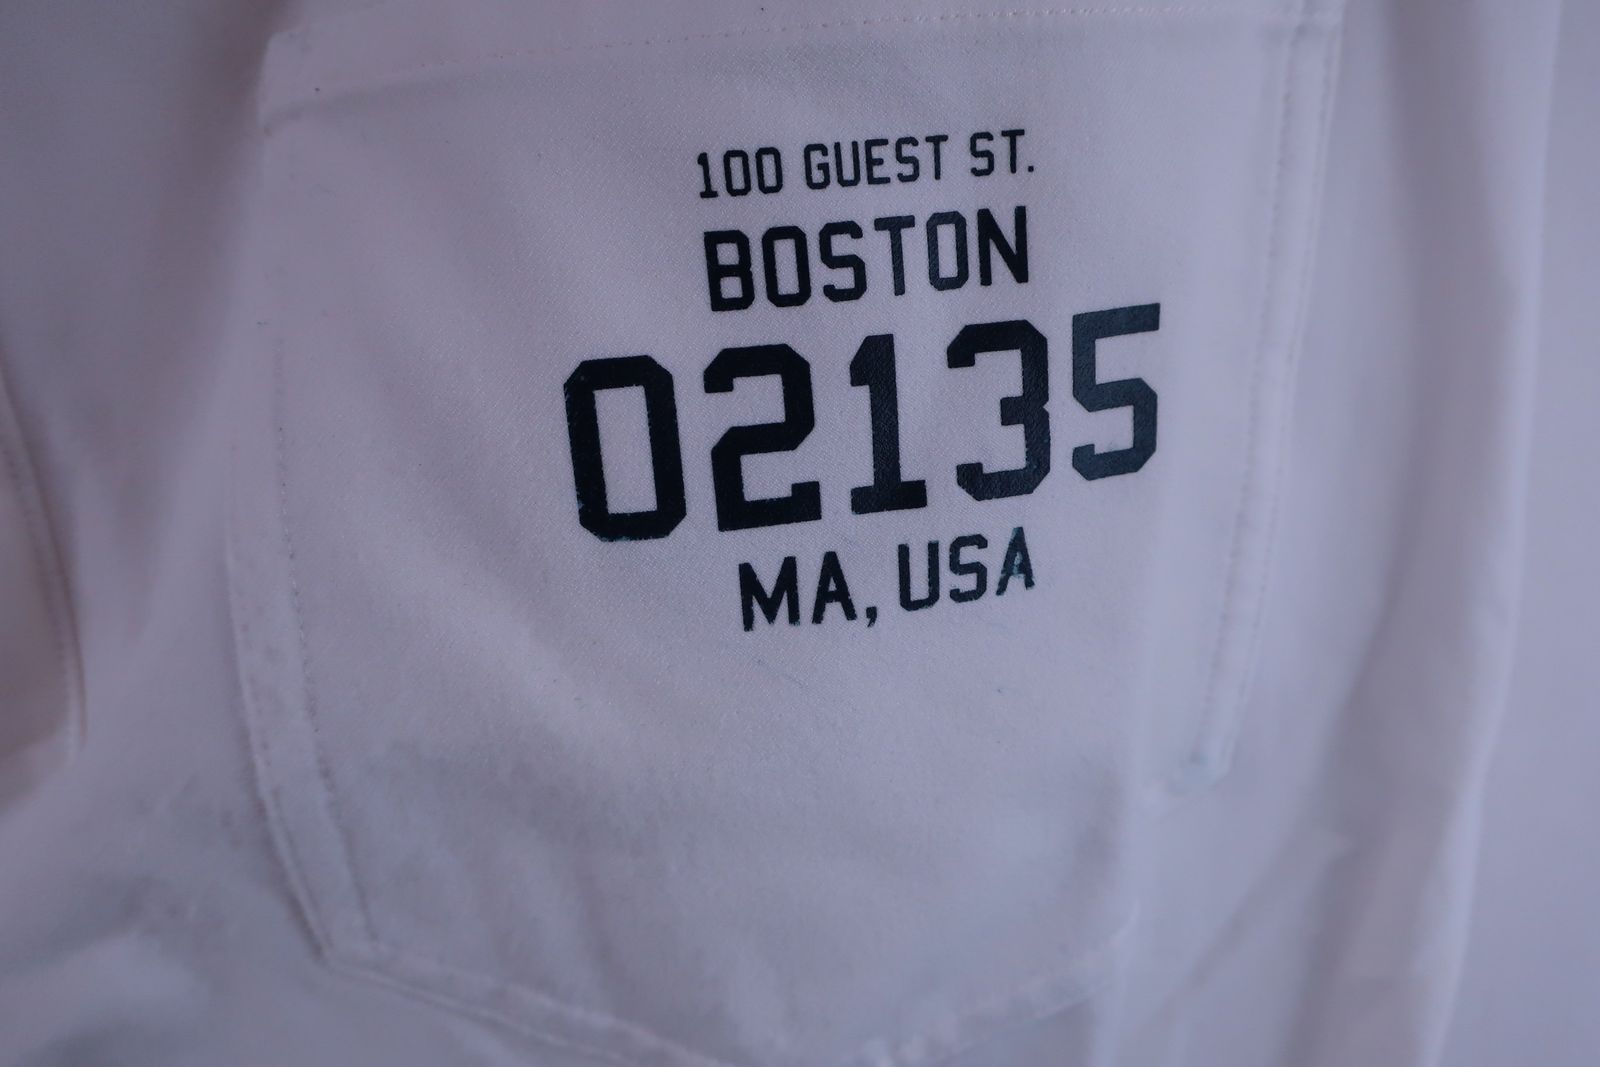 100 GUEST ST.
BOSTON
02135
MA, USA